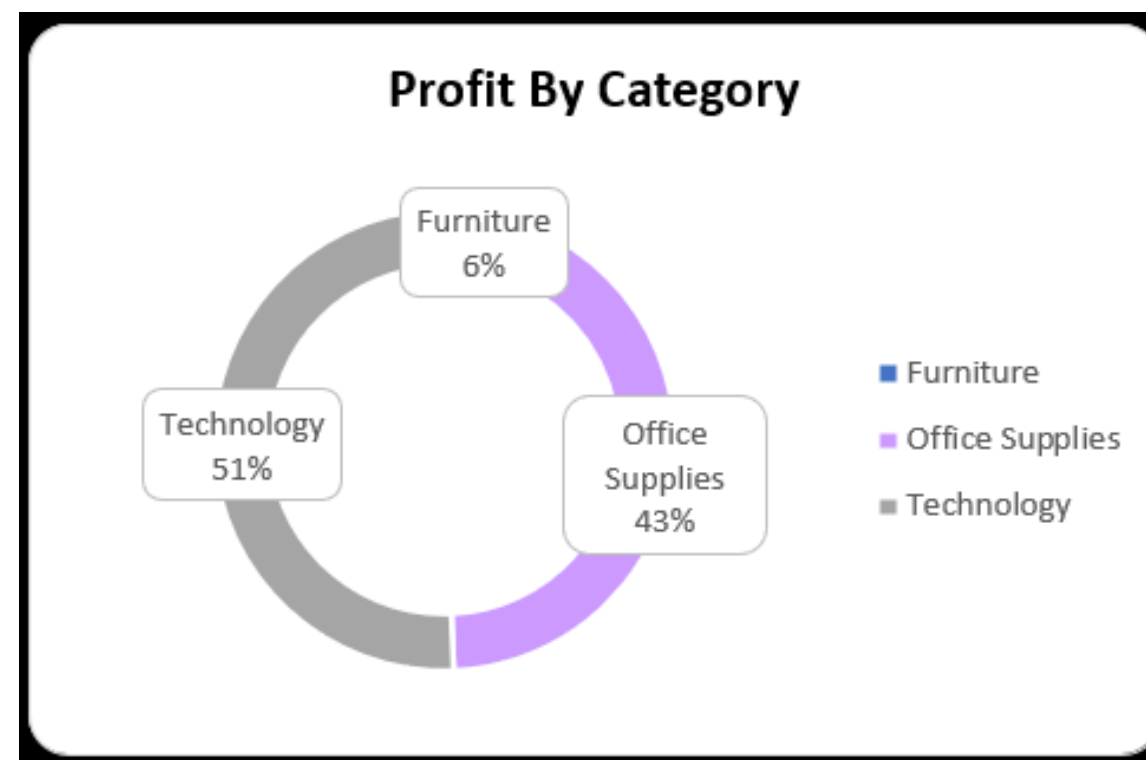 Profit By Category
Furniture
6%
Technology
51%
Office
Supplies
43%
Furniture
Office Supplies
Technology